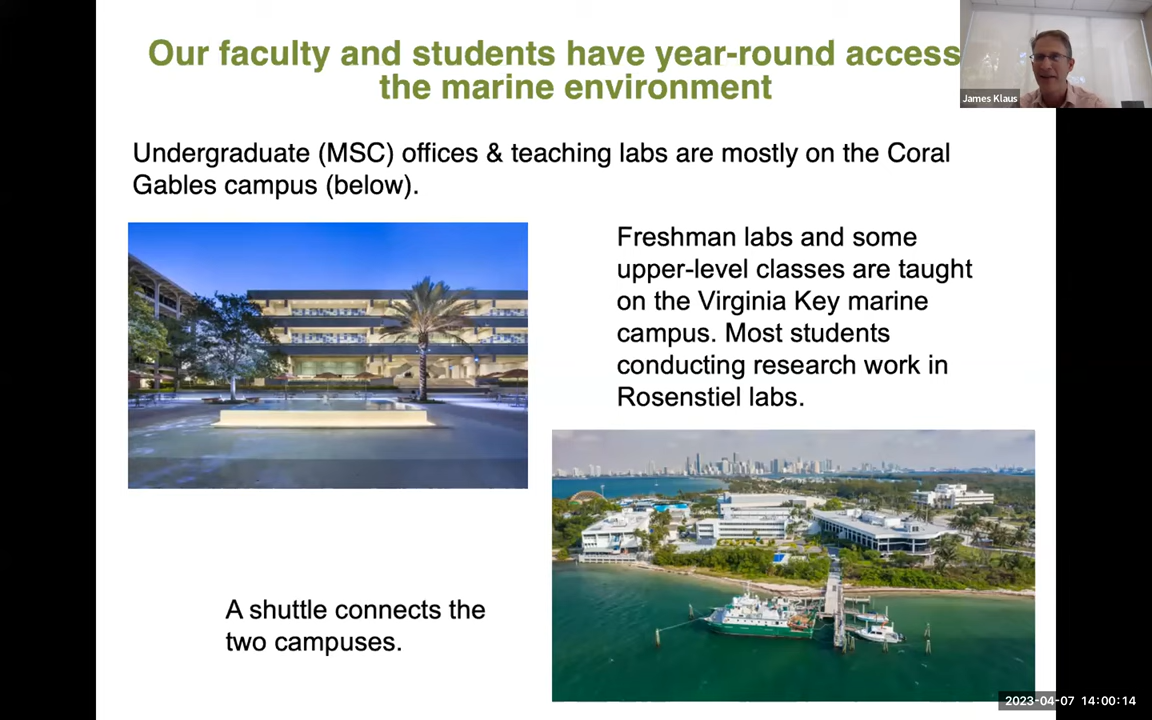 Our faculty and students have year-round access
the marine environment
James Klaus
Undergraduate (MSC) offices & teaching labs are mostly on the Coral
Gables campus (below).
Freshman labs and some
upper-level classes are taught
on the Virginia Key marine
campus. Most students
conducting research work in
Rosenstiel labs.
A shuttle connects the
two campuses.
2023-04-07 14:00:14